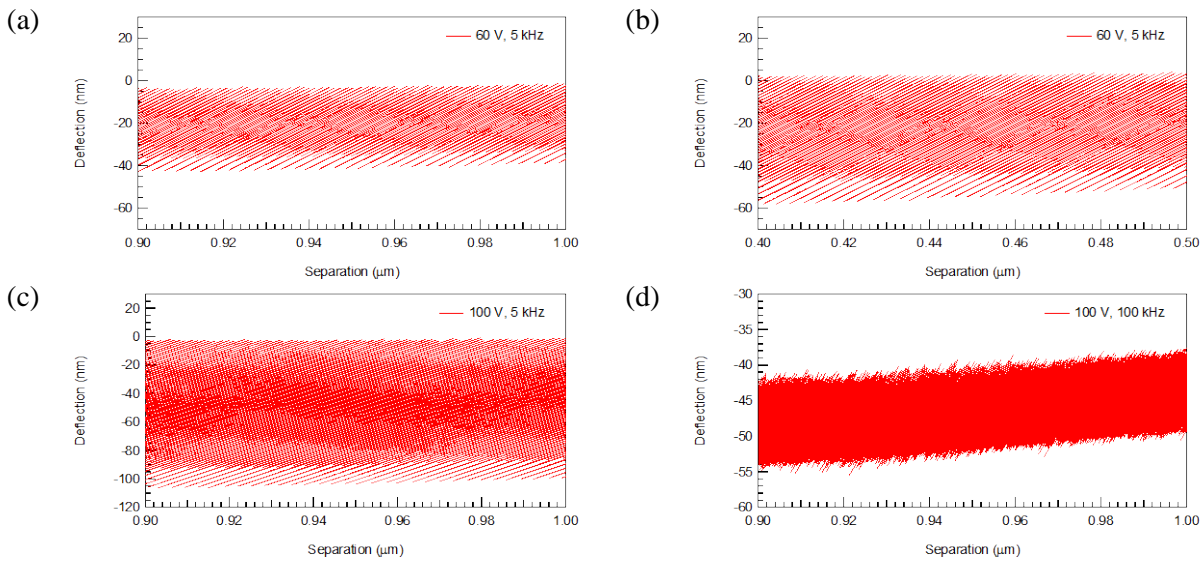 (a)
60 V, 5 kHz
20
0
-20
-40
-60
Deflection (nm)
0.90 0.92 0.94 0.96 0.98 1.00
Separation (μm)
(b)
60 V, 5 kHz
20
0
-20
-40
-60
Deflection (nm)
0.40 0.42 0.44 0.46 0.48 0.50
Separation (μm)
(c)
100 V, 5 kHz
20
0
-20
-40
-60
-80
-100
-120
Deflection (nm)
0.90 0.92 0.94 0.96 0.98 1.00
Separation (μm)
(d)
100 V, 100 kHz
-30
-35
-40
-45
-50
-55
-60
Deflection (nm)
0.90 0.92 0.94 0.96 0.98 1.00
Separation (μm)